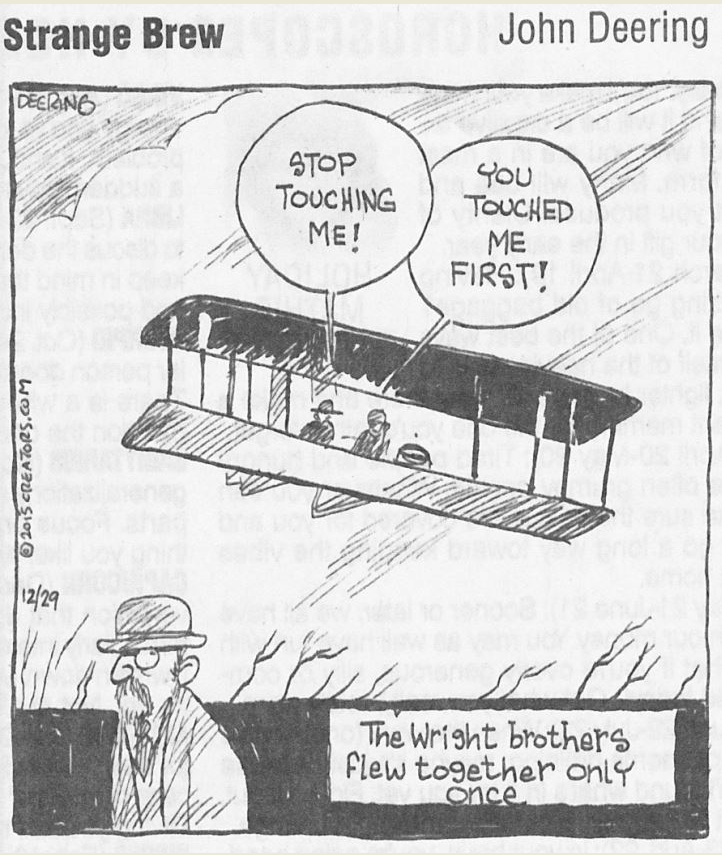 Strange Brew
John Deering
DEERING
STOP
TOUCHING
ME!
YOU
TOUCHED
ME
FIRST!!
©2015 CREATORS.COM
12/29
The Wright brothers
flew together only
once.